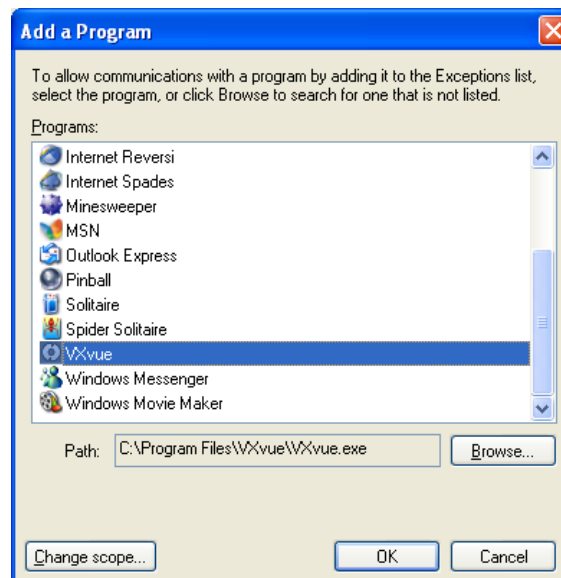 Add a Program
To allow communications with a program by adding it to the Exceptions list,
select the program, or click Browse to search for one that is not listed.
Programs:
Internet Reversi
Internet Spades
Minesweeper
MSN
Outlook Express
Pinball
Solitaire
Spider Solitaire
VXvue
Windows Messenger
Windows Movie Maker
Path: C:\Program Files\VXvue\VXvue.exe Browse...
Change scope... OK Cancel